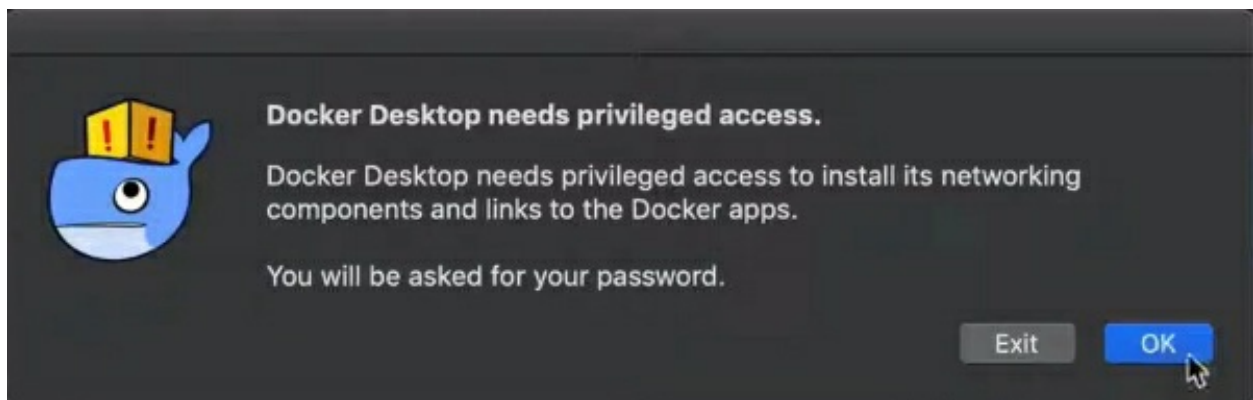 Docker Desktop needs privileged access.
Docker Desktop needs privileged access to install its networking
components and links to the Docker apps.
You will be asked for your password.
Exit
OK